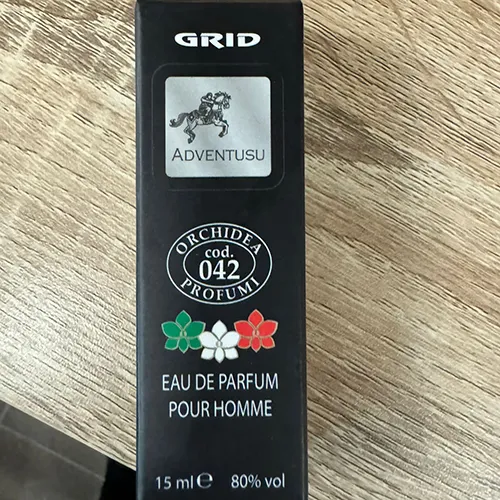 GRID
ADVENTUSU
ORCHIDEA
cod.
042
PROFUMI
EAU DE PARFUM
POUR HOMME
15 ml ℮ 80% vol